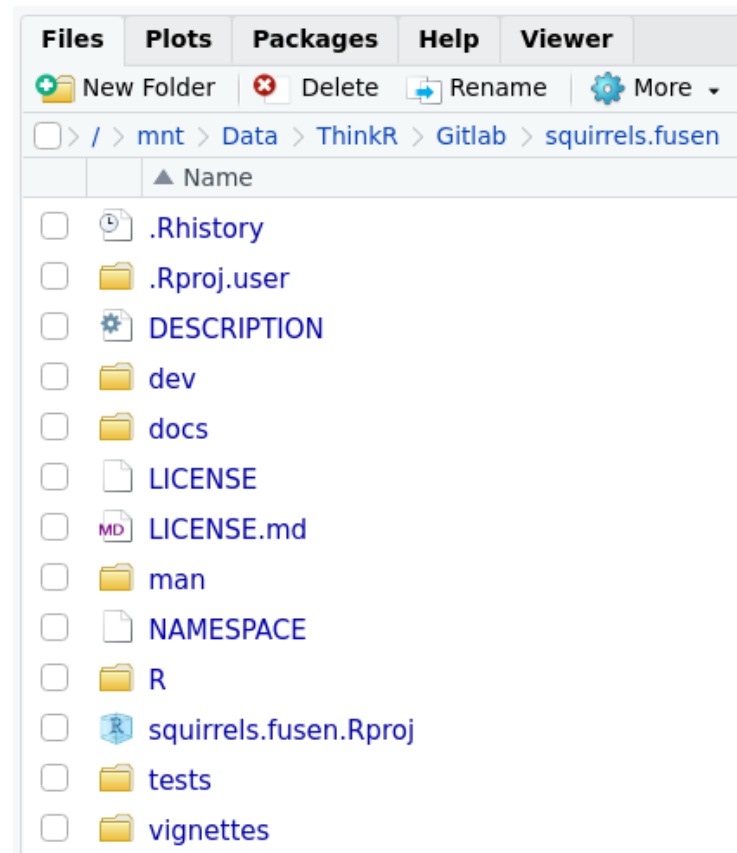 Files Plots Packages Help Viewer
New Folder Delete Rename More
/ > mnt > Data > ThinkR > Gitlab > squirrels.fusen
Name
.Rhistory
.Rproj.user
DESCRIPTION
dev
docs
LICENSE
MD LICENSE.md
man
NAMESPACE
R
R squirrels.fusen.Rproj
tests
vignettes